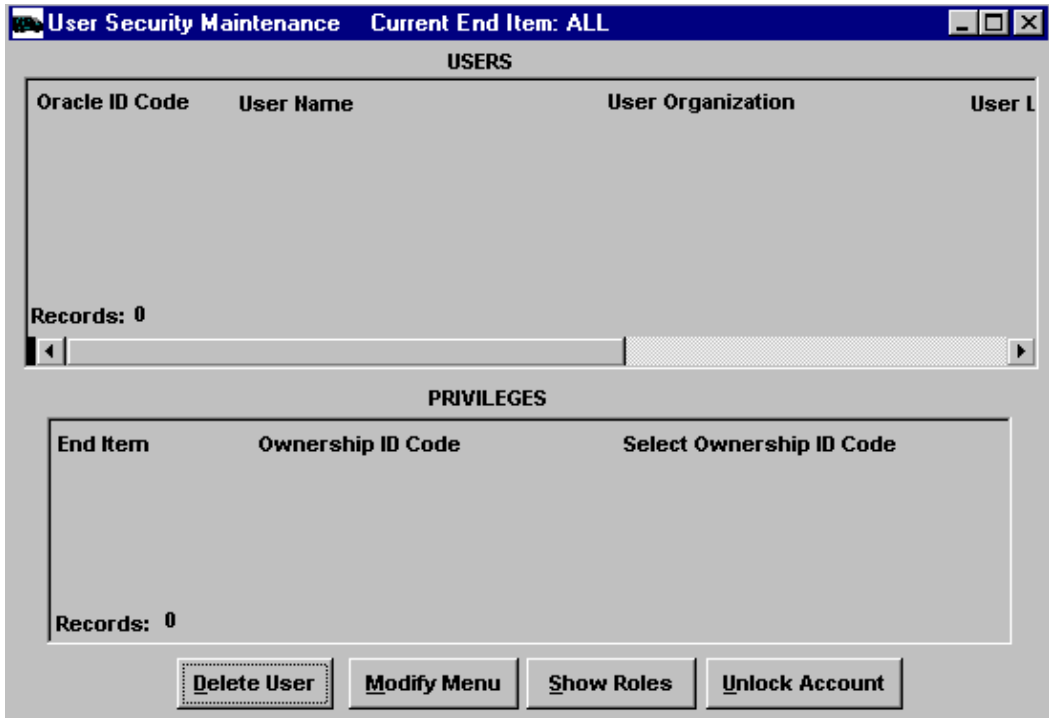 User Security Maintenance Current End Item: ALL
USERS
Oracle ID Code User Name User Organization User L
Records: 0
PRIVILEGES
End Item Ownership ID Code Select Ownership ID Code
Records: 0
Delete User Modify Menu Show Roles Unlock Account